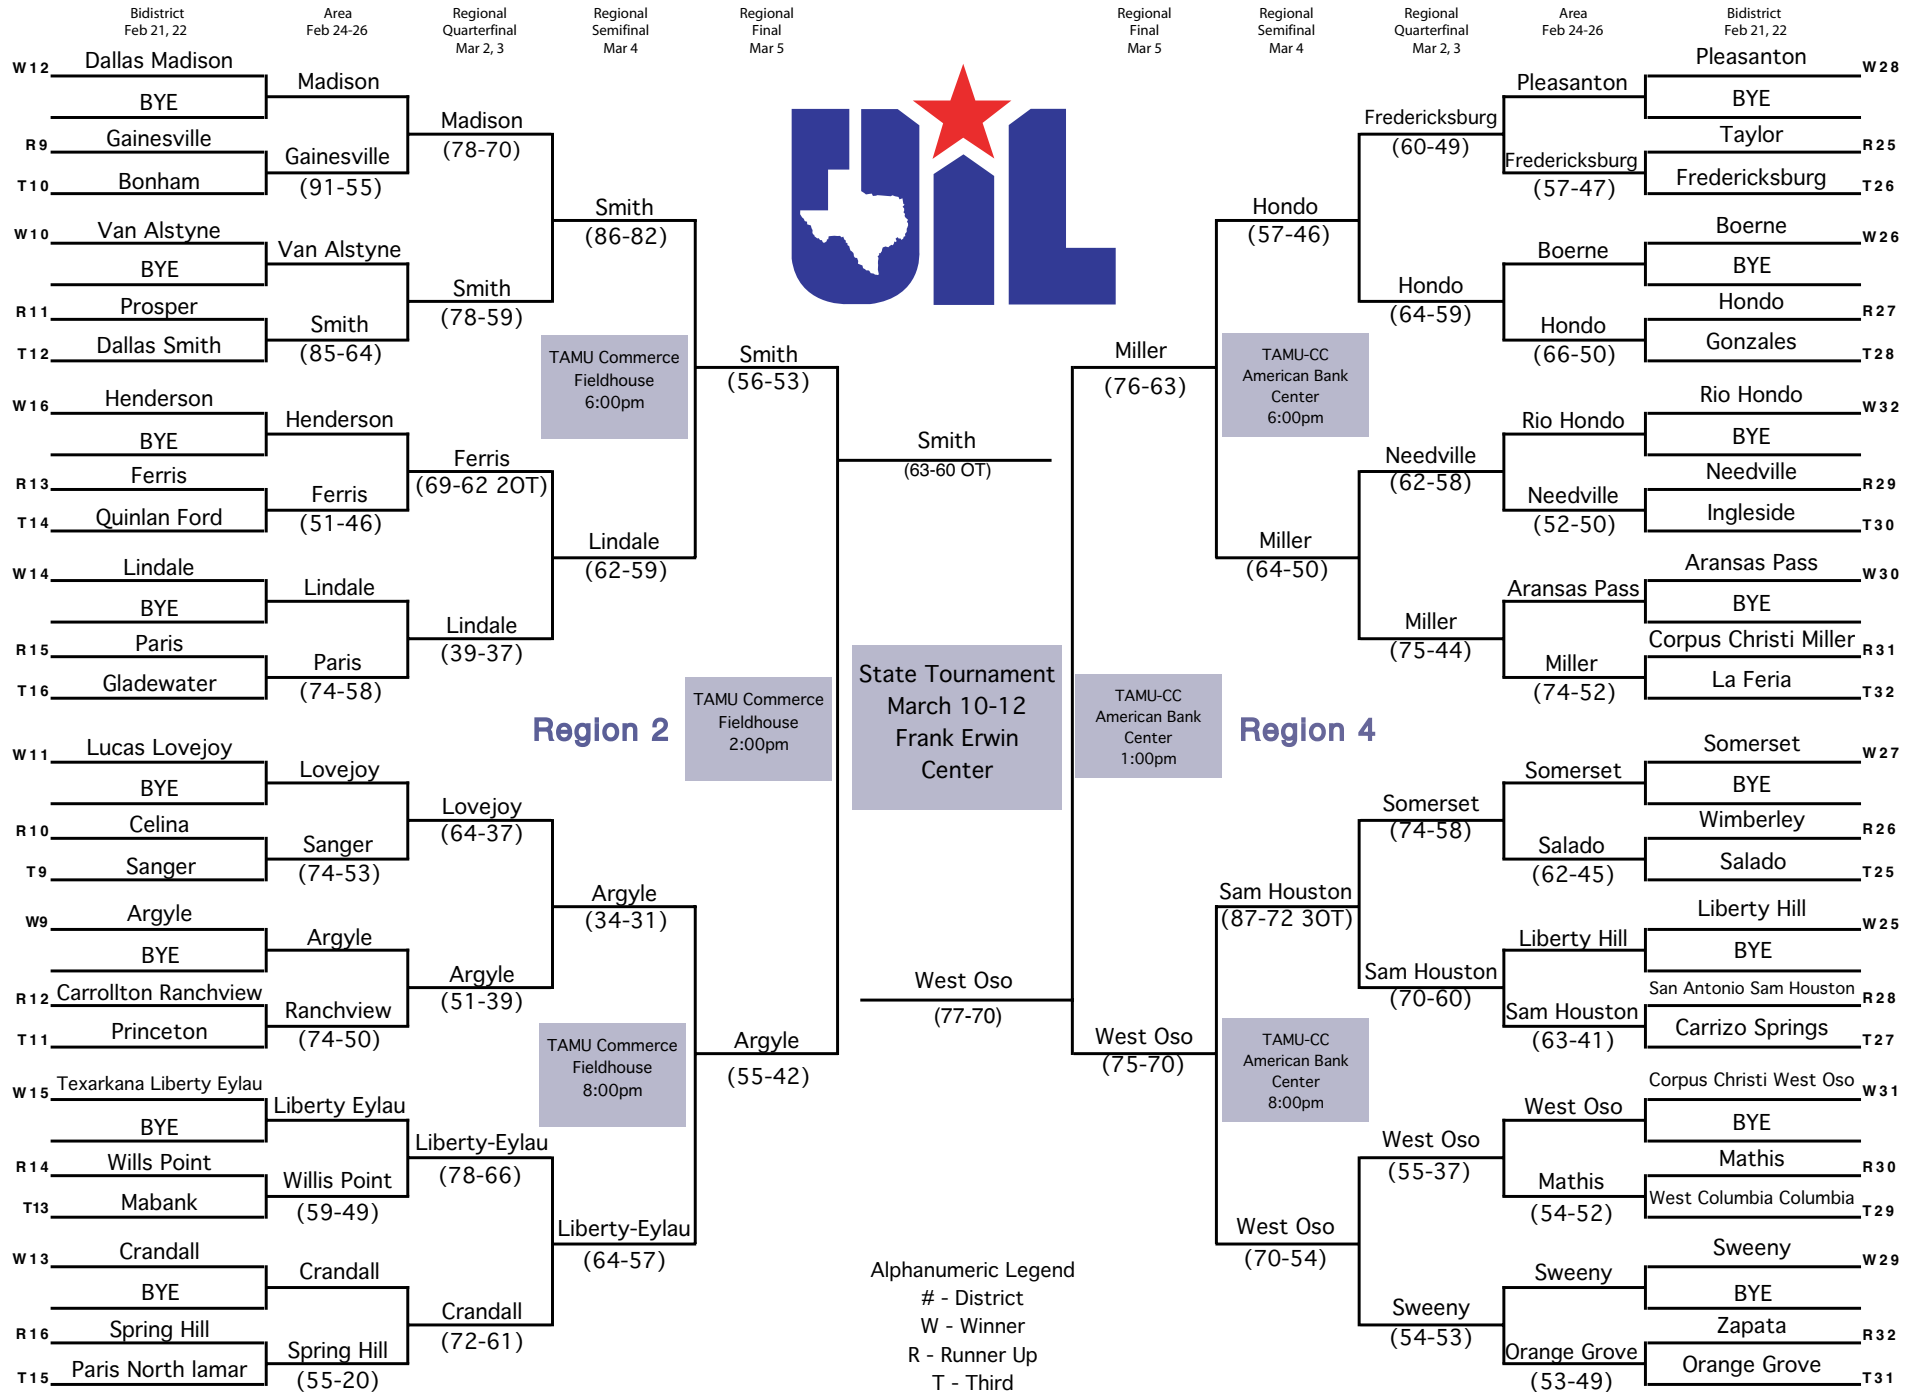 Bidistrict
Feb 21, 22
Area
Feb 24-26
Regional
Quarterfinal
Mar 2, 3
Regional
Semifinal
Mar 4
Regional
Final
Mar 5
Regional
Final
Mar 5
Regional
Semifinal
Mar 4
Regional
Quarterfinal
Mar 2, 3
Area
Feb 24-26
Bidistrict
Feb 21, 22
UIL
W12 Dallas Madison
BYE
R9 Gainesville
T10 Bonham
W10 Van Alstyne
BYE
R11 Prosper
T12 Dallas Smith
W16 Henderson
BYE
R13 Ferris
T14 Quinlan Ford
W14 Lindale
BYE
R15 Paris
T16 Gladewater
W11 Lucas Lovejoy
BYE
R10 Celina
T9 Sanger
W9 Argyle
BYE
R12 Carrollton Ranchview
T11 Princeton
W15 Texarkana Liberty Eylau
BYE
R14 Wills Point
T13 Mabank
W13 Crandall
BYE
R16 Spring Hill
T15 Paris North lamar
Madison
Gainesville
(91-55)
Van Alstyne
Smith
(85-64)
Henderson
Ferris
(51-46)
Lindale
Paris
(74-58)
Lovejoy
Sanger
(74-53)
Argyle
Ranchview
(74-50)
Liberty Eylau
Willis Point
(59-49)
Crandall
Spring Hill
(55-20)
Madison
(78-70)
Smith
(78-59)
Ferris
(69-62 2OT)
Lindale
(39-37)
Lovejoy
(64-37)
Argyle
(51-39)
Liberty-Eylau
(78-66)
Crandall
(72-61)
Smith
(86-82)
TAMU Commerce
Fieldhouse
6:00pm
Lindale
(62-59)
Region 2
Argyle
(34-31)
TAMU Commerce
Fieldhouse
8:00pm
Liberty-Eylau
(64-57)
Smith
(56-53)
TAMU Commerce
Fieldhouse
2:00pm
Argyle
(55-42)
Smith
(63-60 OT)
State Tournament
March 10-12
Frank Erwin
Center
West Oso
(77-70)
Alphanumeric Legend
# - District
W - Winner
R - Runner Up
T - Third
Miller
(76-63)
TAMU-CC
American Bank
Center
1:00pm
West Oso
(75-70)
Hondo
(57-46)
TAMU-CC
American Bank
Center
6:00pm
Miller
(64-50)
Region 4
Sam Houston
(87-72 3OT)
TAMU-CC
American Bank
Center
8:00pm
West Oso
(70-54)
Fredericksburg
(60-49)
Hondo
(64-59)
Needville
(62-58)
Miller
(75-44)
Somerset
(74-58)
Sam Houston
(70-60)
West Oso
(55-37)
Sweeny
(54-53)
Pleasanton
Fredericksburg
(57-47)
Boerne
Hondo
(66-50)
Rio Hondo
Needville
(52-50)
Aransas Pass
Miller
(74-52)
Somerset
Salado
(62-45)
Liberty Hill
Sam Houston
(63-41)
West Oso
Mathis
(54-52)
Sweeny
Orange Grove
(53-49)
Pleasanton W28
BYE
Taylor R25
Fredericksburg T26
Boerne W26
BYE
Hondo R27
Gonzales T28
Rio Hondo W32
BYE
Needville R29
Ingleside T30
Aransas Pass W30
BYE
Corpus Christi Miller R31
La Feria T32
Somerset W27
BYE
Wimberley R26
Salado T25
Liberty Hill W25
BYE
San Antonio Sam Houston R28
Carrizo Springs T27
Corpus Christi West Oso W31
BYE
Mathis R30
West Columbia Columbia T29
Sweeny W29
BYE
Zapata R32
Orange Grove T31